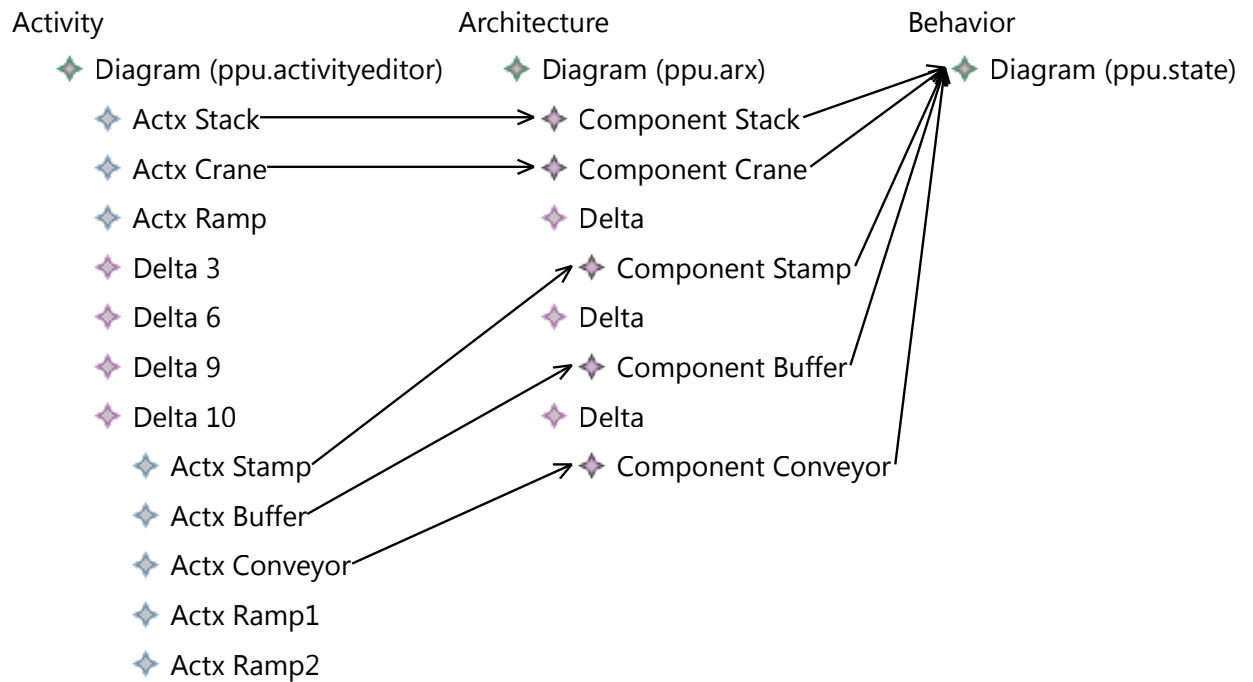 Activity
Diagram (ppu.activityeditor)
Actx Stack
Actx Crane
Actx Ramp
Delta 3
Delta 6
Delta 9
Delta 10
Actx Stamp
Actx Buffer
Actx Conveyor
Actx Ramp1
Actx Ramp2
Architecture
Diagram (ppu.arx)
Component Stack
Component Crane
Delta
Component Stamp
Delta
Component Buffer
Delta
Component Conveyor
Behavior
Diagram (ppu.state)